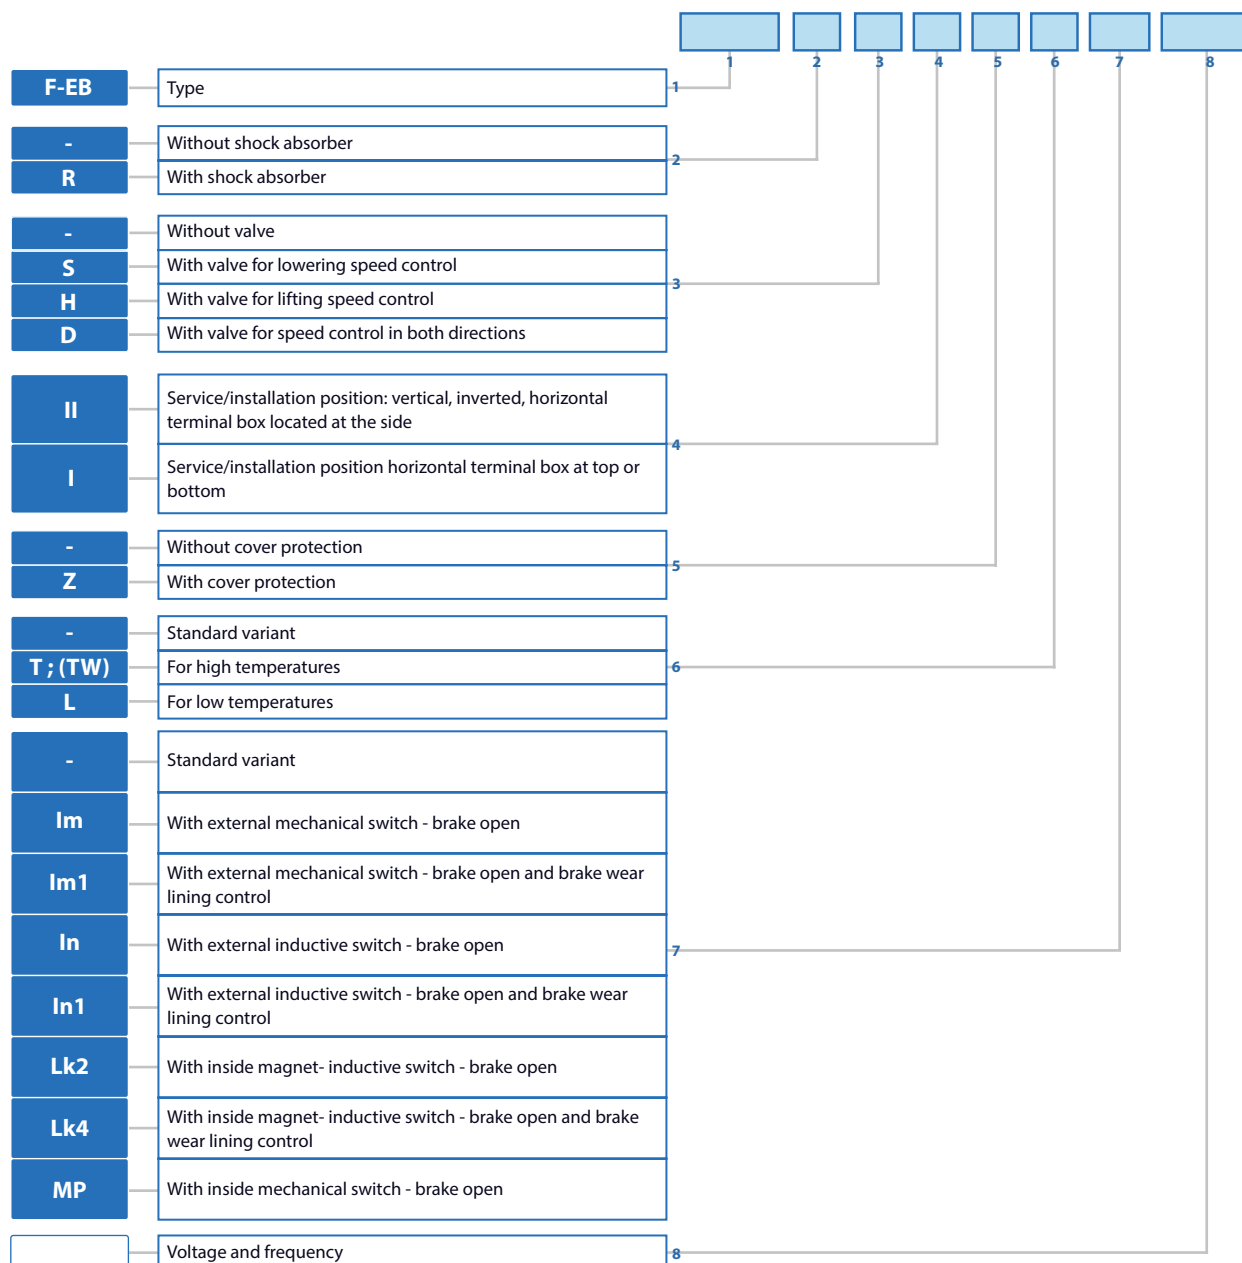 1 2 3 4 5 6 7 8
F-EB Type 1
- Without shock absorber
2
R With shock absorber
- Without valve
S With valve for lowering speed control
3
H With valve for lifting speed control
D With valve for speed control in both directions
II Service/installation position: vertical, inverted, horizontal
terminal box located at the side
4
I Service/installation position horizontal terminal box at top or
bottom
- Without cover protection
5
Z With cover protection
- Standard variant
T ; (TW) For high temperatures 6
L For low temperatures
- Standard variant
Im With external mechanical switch - brake open
Im1 With external mechanical switch - brake open and brake wear
lining control
In With external inductive switch - brake open 7
In1 With external inductive switch - brake open and brake wear
lining control
Lk2 With inside magnet- inductive switch - brake open
Lk4 With inside magnet- inductive switch - brake open and brake
wear lining control
MP With inside mechanical switch - brake open
Voltage and frequency 8